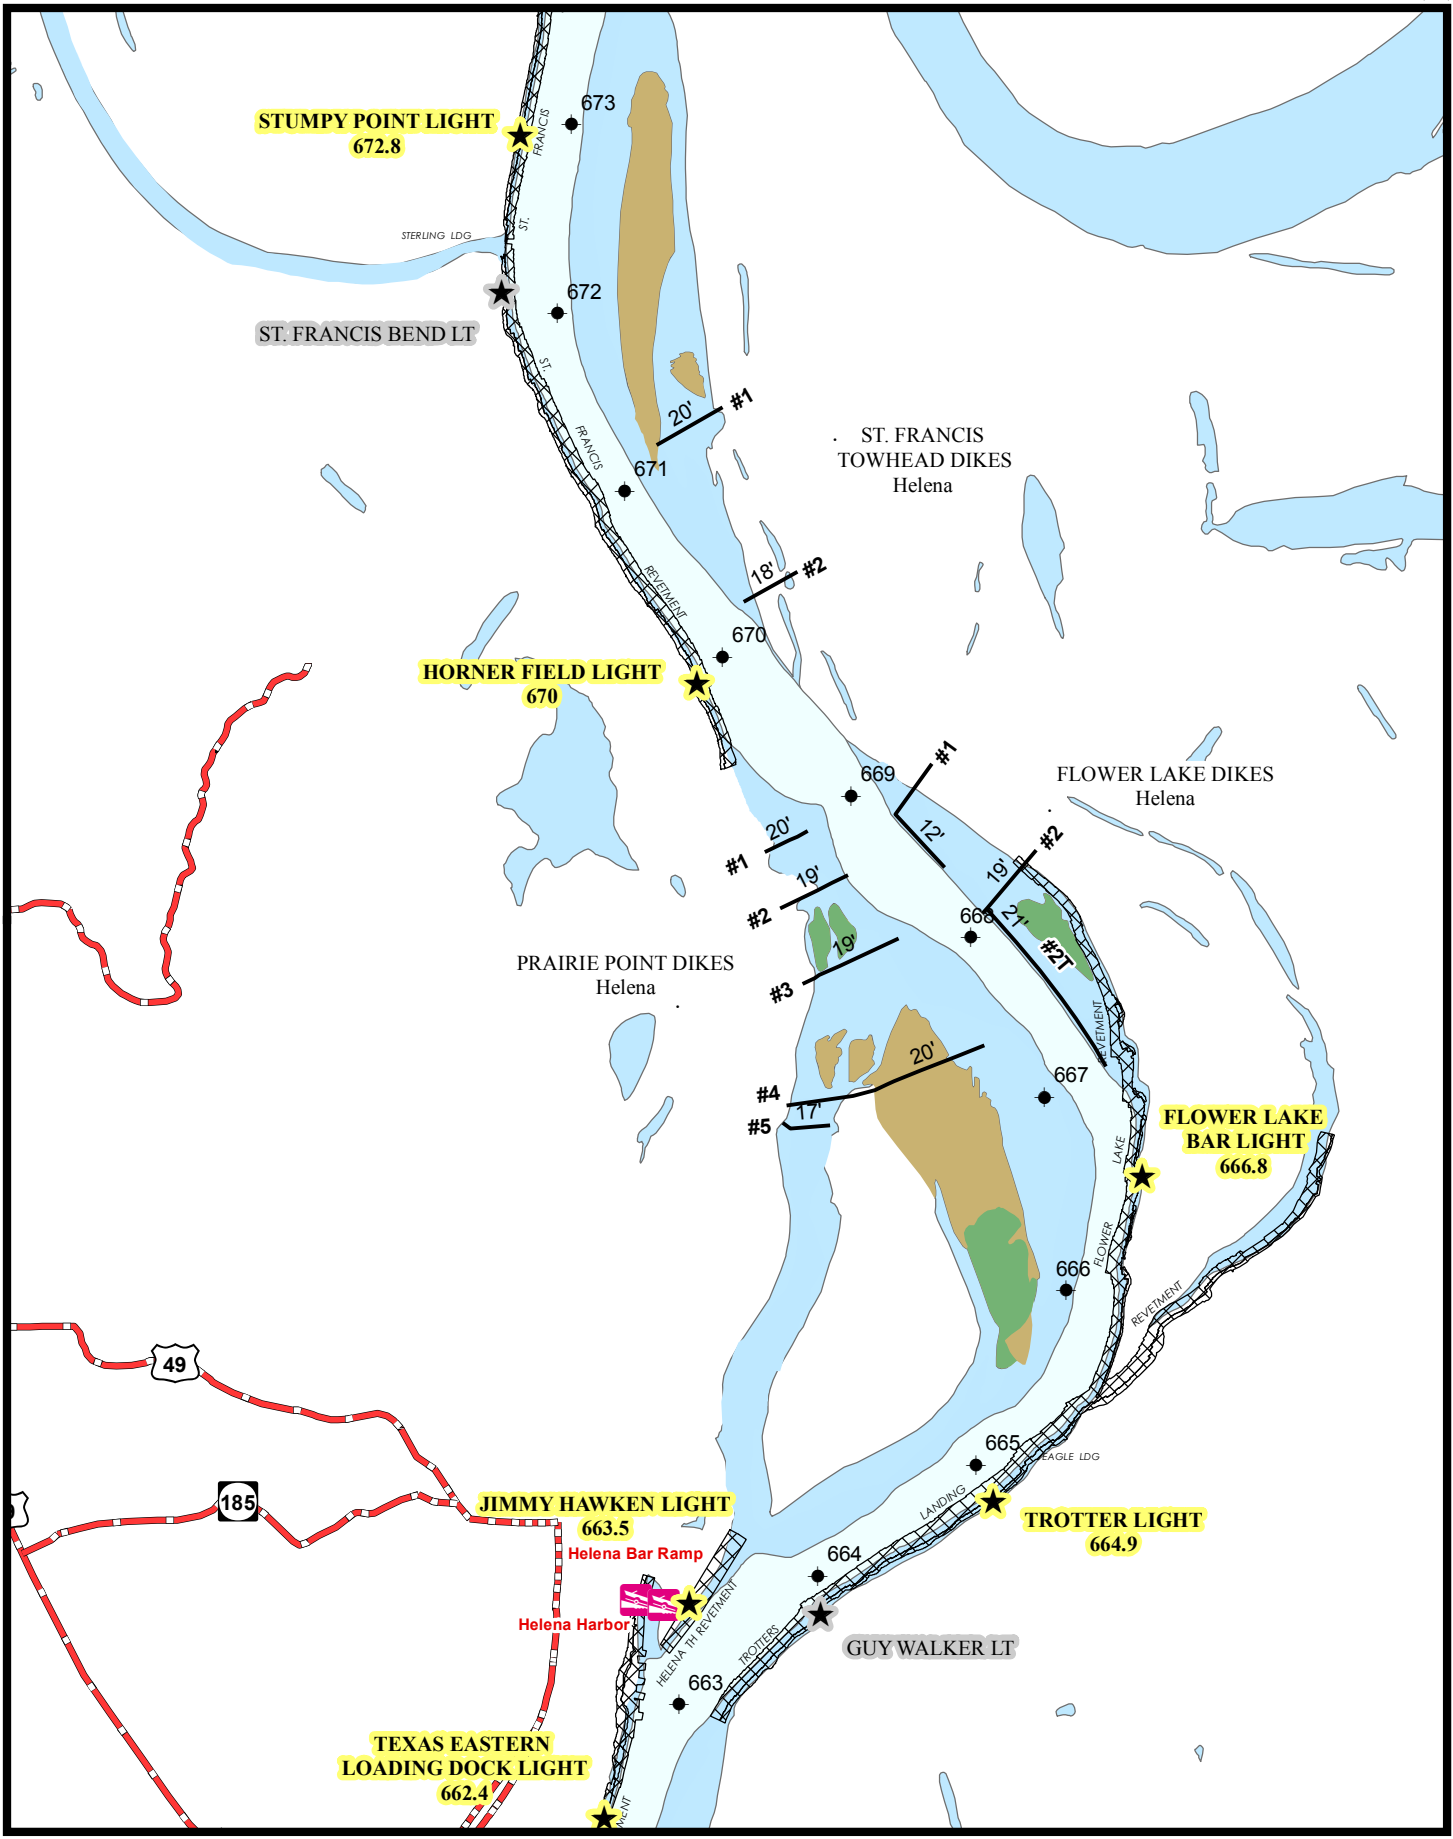 673
STUMPY POINT LIGHT
672.8
FRANCIS
ST.
STERLING LDG
672
ST. FRANCIS BEND LT
ST.
20'
#1
FRANCIS
ST. FRANCIS
TOWHEAD DIKES
Helena
671
18'
#2
REVETMENT
670
HORNER FIELD LIGHT
670
#1
669
FLOWER LAKE DIKES
Helena
12'
20'
#1
#2
19'
19'
#2
668
21'
#2T
19'
#3
PRAIRIE POINT DIKES
Helena
REVETMENT
20'
667
#4
17'
#5
FLOWER LAKE
BAR LIGHT
666.8
LAKE
FLOWER
666
REVETMENT
49
665
EAGLE LDG
185
JIMMY HAWKEN LIGHT
663.5
LANDING
TROTTER LIGHT
664.9
Helena Bar Ramp
664
Helena Harbor
HELENA TH REVETMENT
TROTTERS
GUY WALKER LT
663
TEXAS EASTERN
LOADING DOCK LIGHT
662.4